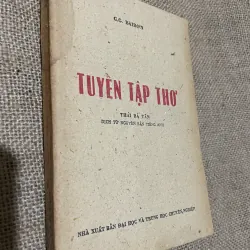 G.G. BAIRƠN
TUYỂN TẬP THƠ
THÁI BÁ TÂN
DỊCH TỪ NGUYÊN BẢN TIẾNG ANH
NHÀ XUẤT BẢN ĐẠI HỌC VÀ TRUNG HỌC CHUYÊN NGHIỆP